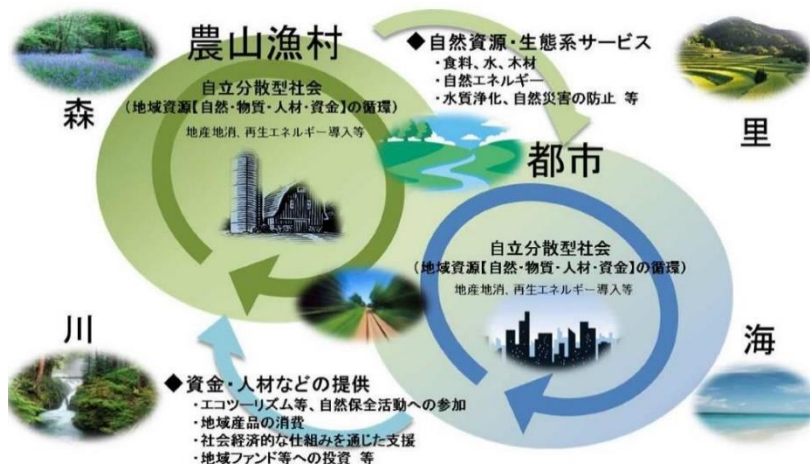 農山漁村
自立分散型社会
(地域資源【自然・物質・人材・資金】の循環)
地産地消、再生エネルギー導入等
◆自然資源・生態系サービス
・食料、水、木材
・自然エネルギー
・水質浄化、自然災害の防止 等
森
里
都市
自立分散型社会
(地域資源【自然・物質・人材・資金】の循環)
地産地消、再生エネルギー導入等
川
海
◆資金・人材などの提供
・エコツーリズム等、自然保全活動への参加
・地域産品の消費
・社会経済的な仕組みを通じた支援
・地域ファンド等への投資 等